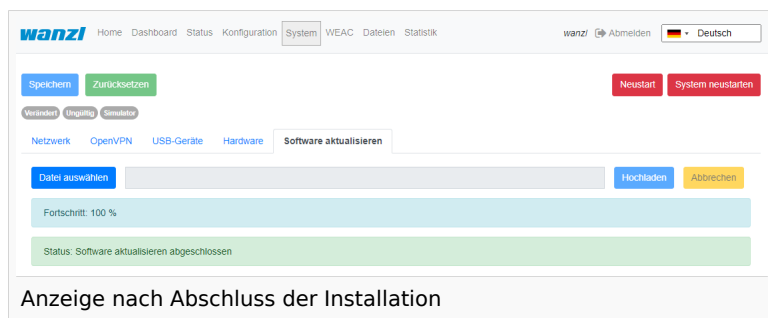 wanzl Home Dashboard Status Konfiguration System WEAC Dateien Statistik wanzl Abmelden Deutsch
Speichern Zurücksetzen Neustart System neustarten
Verändert Ungültig Simulator
Netzwerk OpenVPN USB-Geräte Hardware Software aktualisieren
Datei auswählen Hochladen Abbrechen
Fortschritt: 100 %
Status: Software aktualisieren abgeschlossen
Anzeige nach Abschluss der Installation